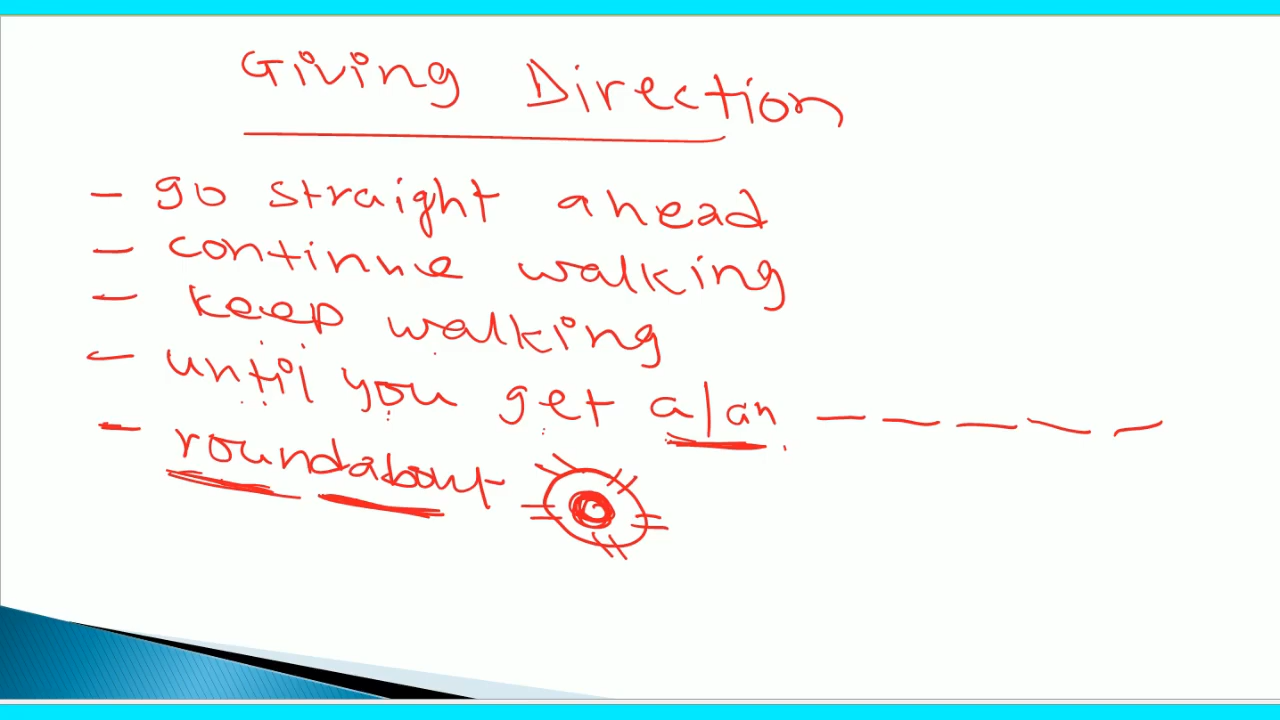 Giving Direction
- go straight ahead
- continue walking
- keep walking
- until you get a/an — — — — —
- roundabout